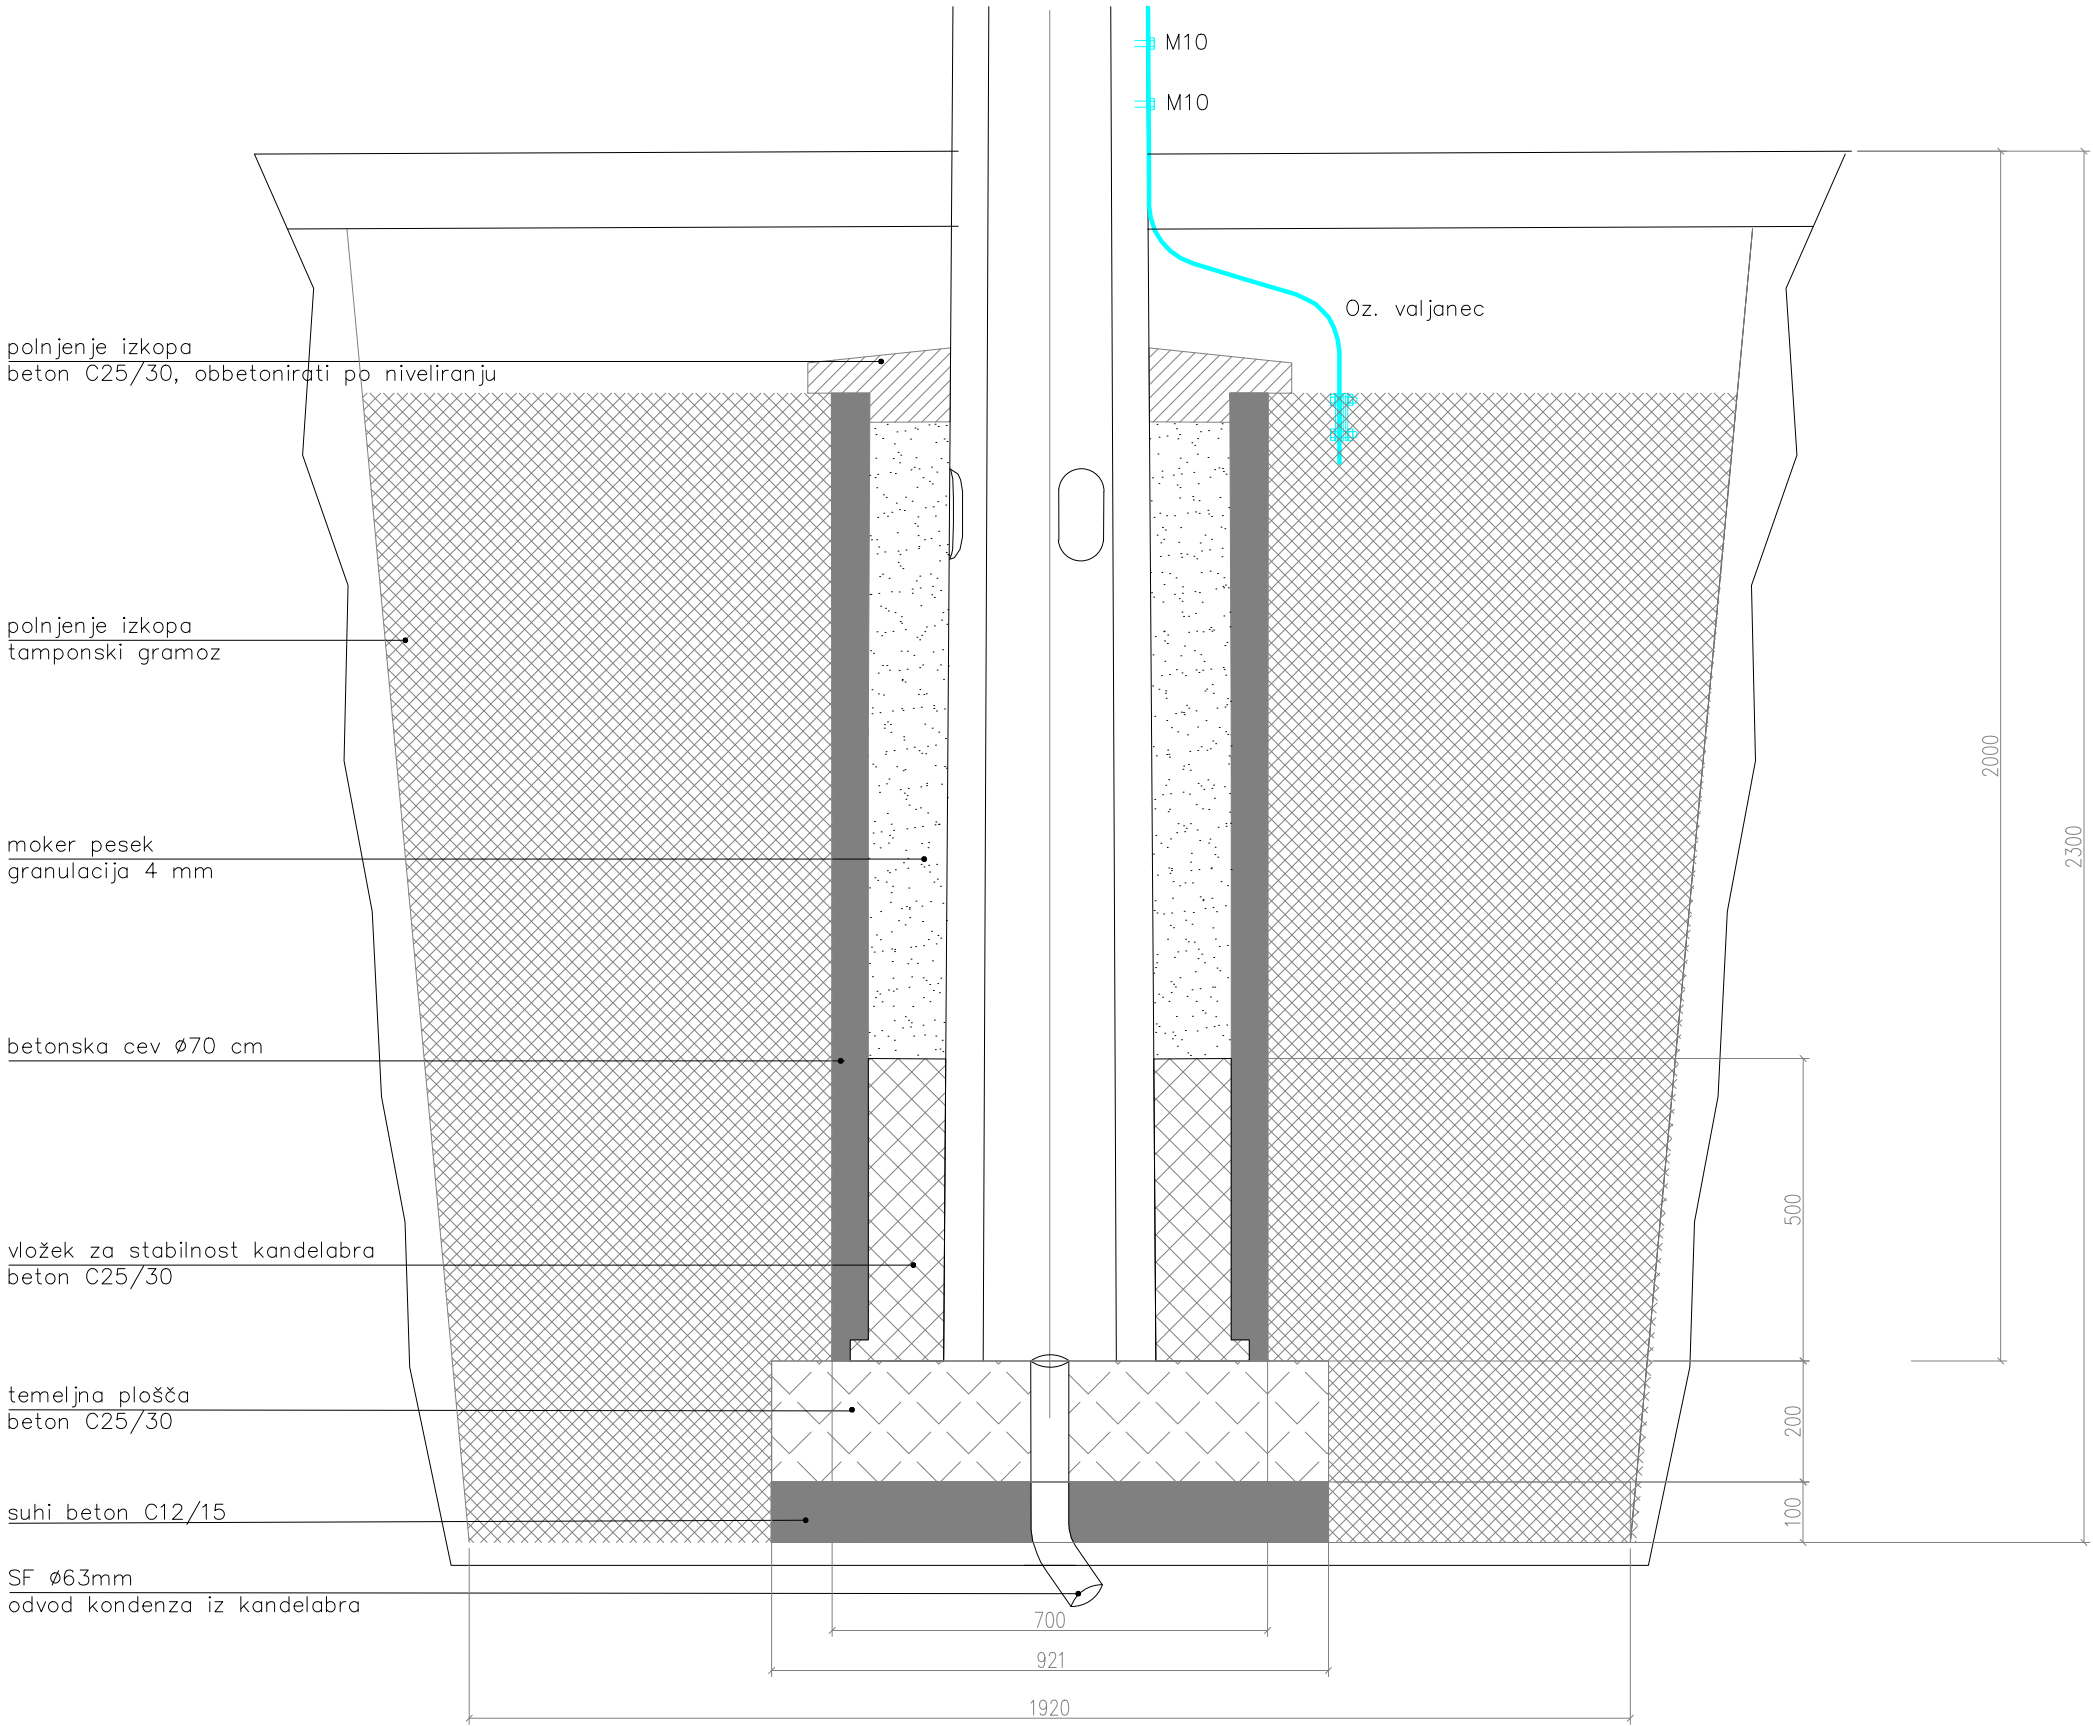 M10
M10
Oz. valjanec
polnjenje izkopa
beton C25/30, obbetonirati po niveliranju
polnjenje izkopa
tamponski gramoz
2000
2300
moker pesek
granulacija 4 mm
betonska cev ø70 cm
500
vložek za stabilnost kandelabra
beton C25/30
temeljna plošča
beton C25/30
200
suhi beton C12/15
100
SF ø63mm
odvod kondenza iz kandelabra
700
921
1920